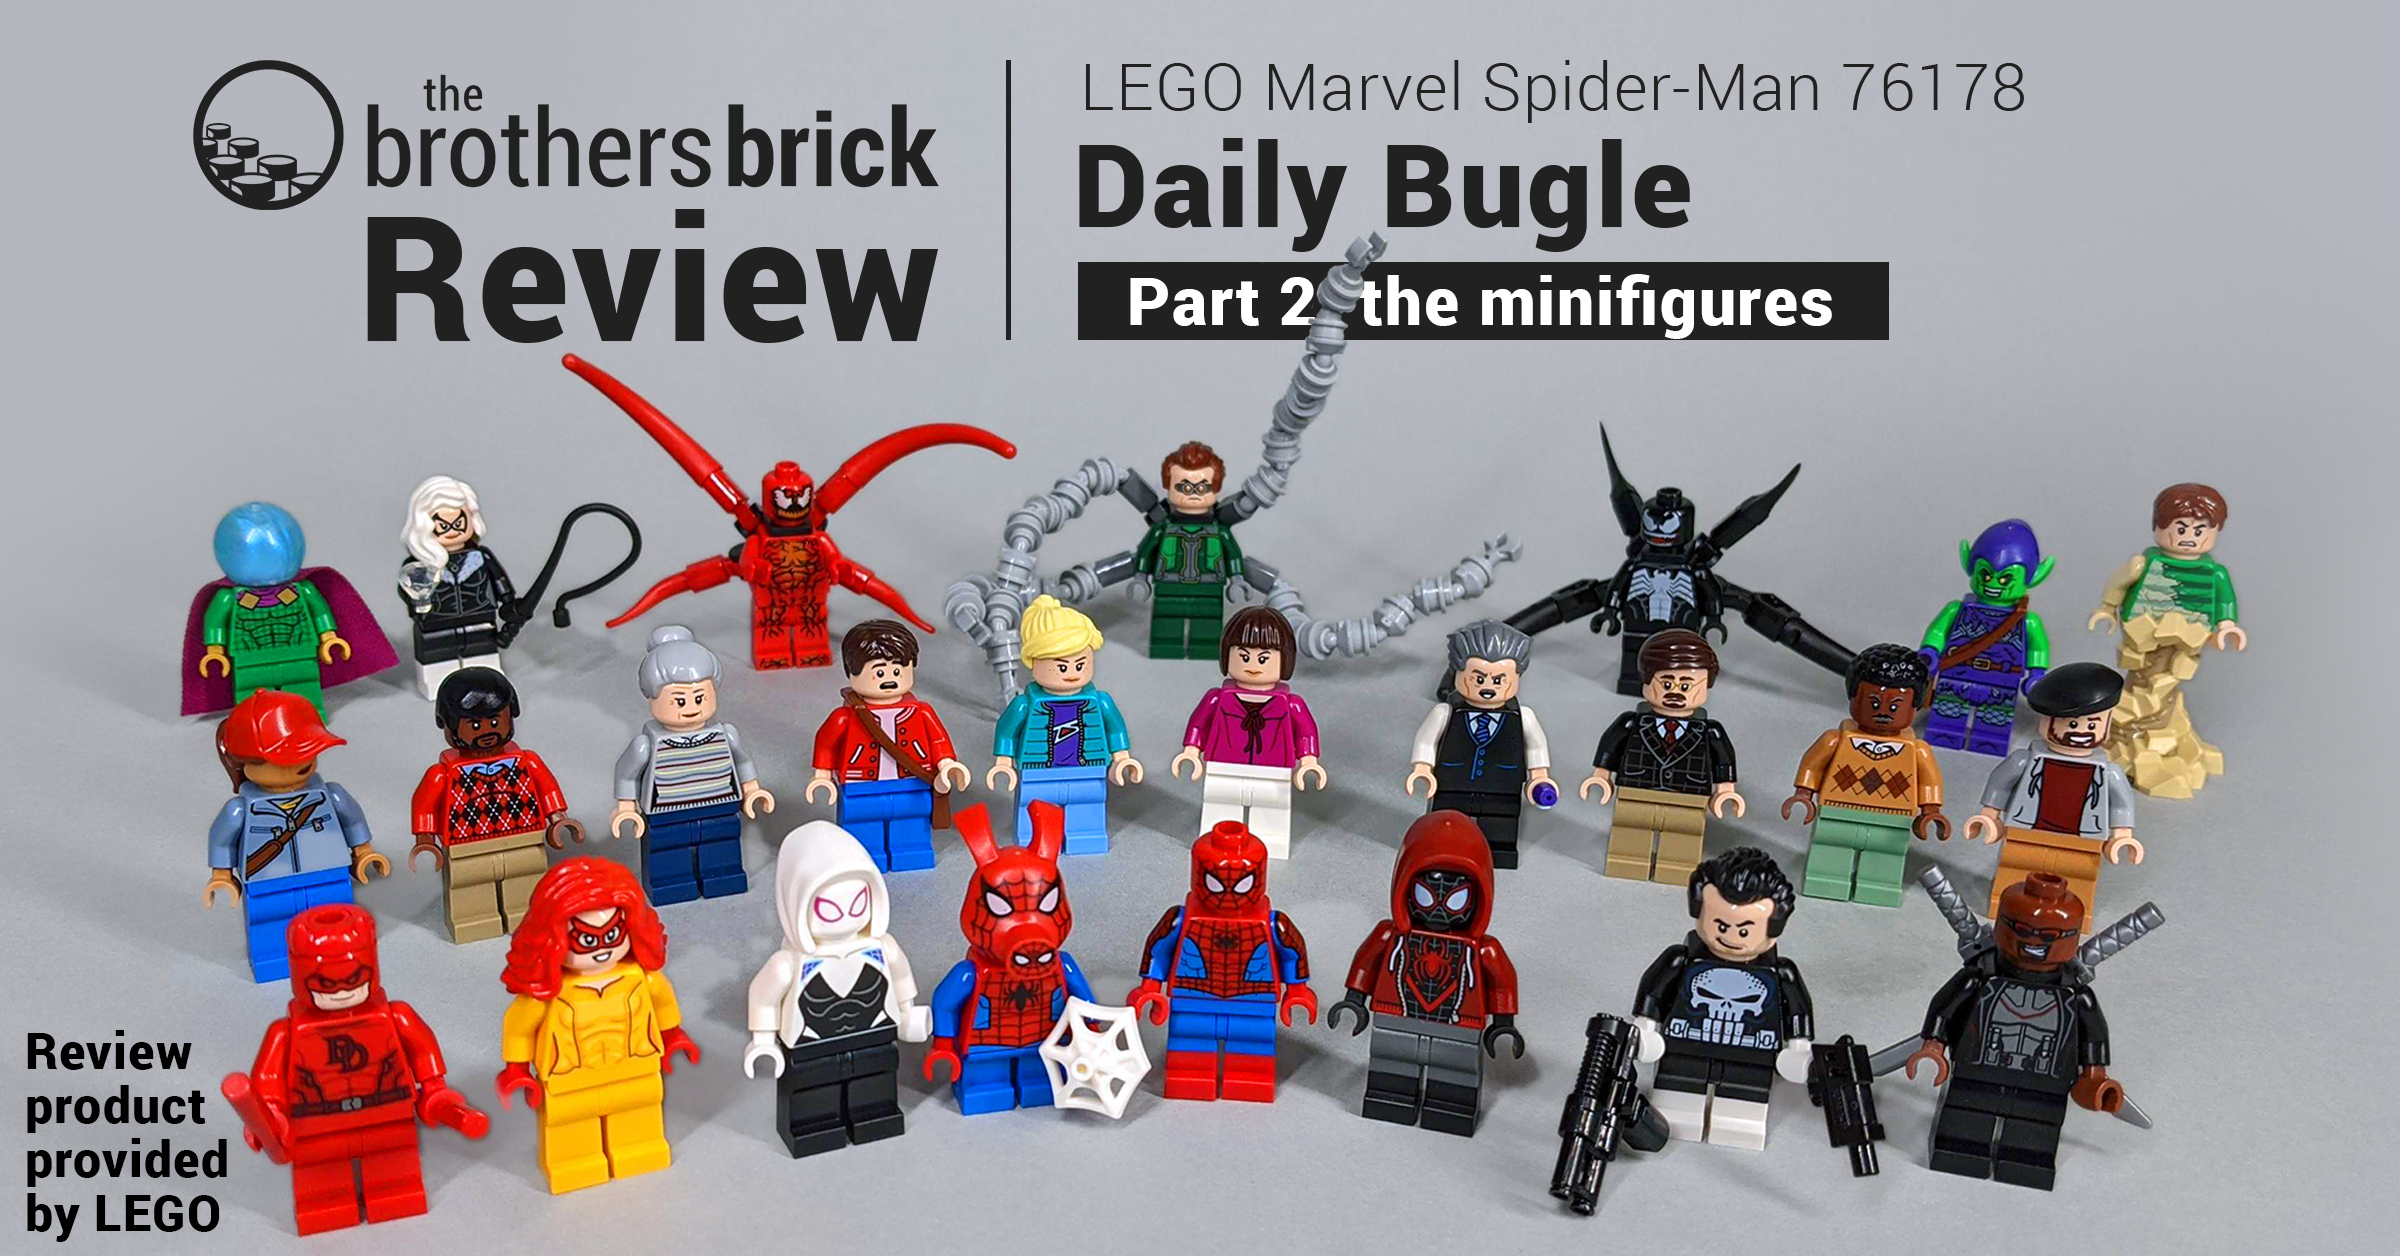 the
brothers brick
Review
LEGO Marvel Spider-Man 76178
Daily Bugle
Part 2: the minifigures
Review
product
provided
by LEGO
DD